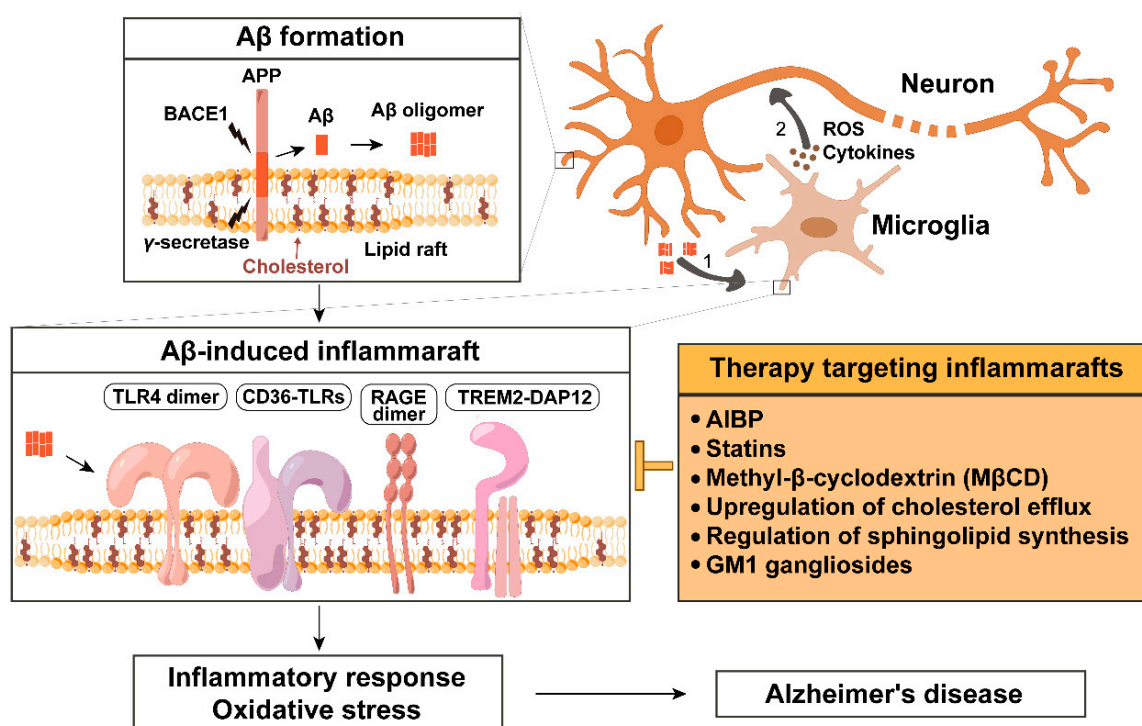 Aβ formation
APP
BACE1
Aβ
Aβ oligomer
γ-secretase
Cholesterol
Lipid raft
Neuron
2
ROS
Cytokines
Microglia
1
Aβ-induced inflammaraft
TLR4 dimer
CD36-TLRs
RAGE
dimer
TREM2-DAP12
Therapy targeting inflammarafts
• AIBP
• Statins
• Methyl-β-cyclodextrin (MβCD)
• Upregulation of cholesterol efflux
• Regulation of sphingolipid synthesis
• GM1 gangliosides
Inflammatory response
Oxidative stress
Alzheimer's disease